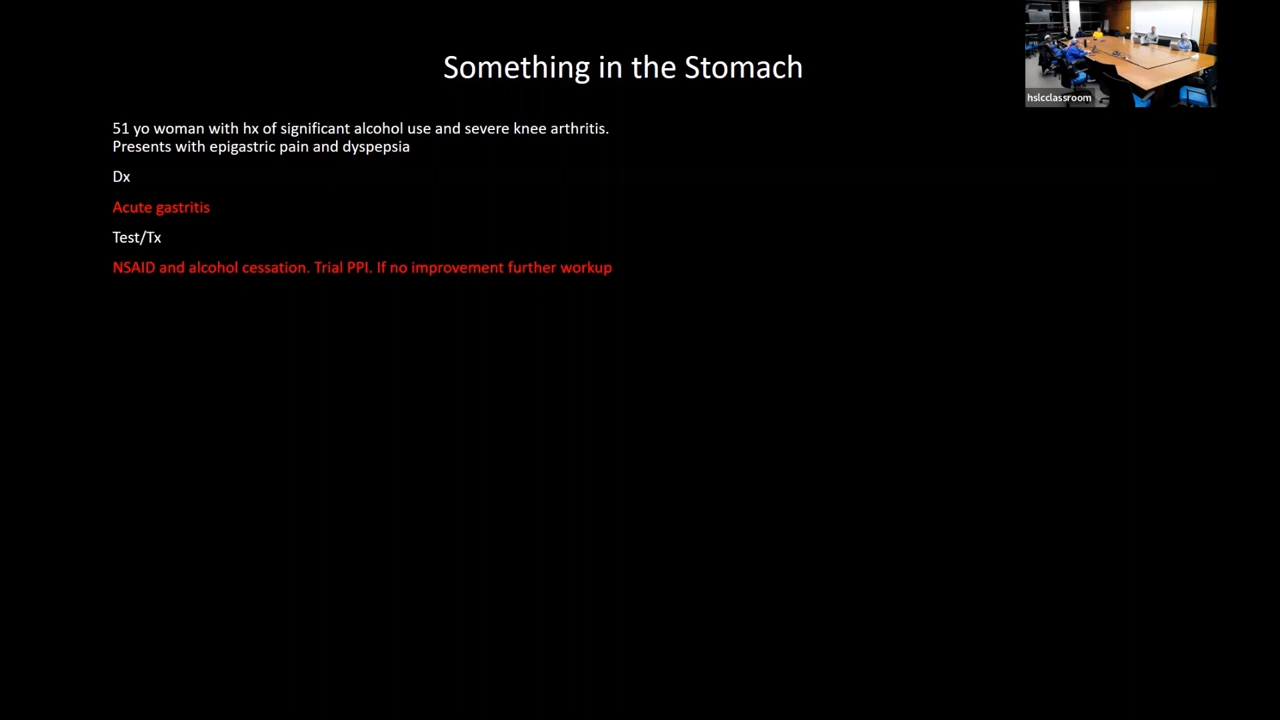 Something in the Stomach
hslcclassroom
51 yo woman with hx of significant alcohol use and severe knee arthritis.
Presents with epigastric pain and dyspepsia
Dx
Acute gastritis
Test/Tx
NSAID and alcohol cessation. Trial PPI. If no improvement further workup